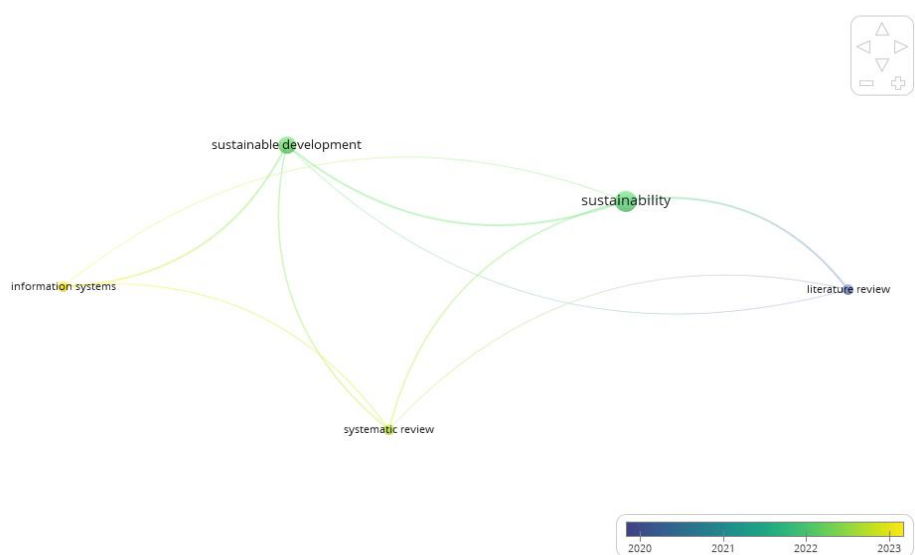 sustainable development
sustainability
information systems
literature review
systematic review
2020 2021 2022 2023